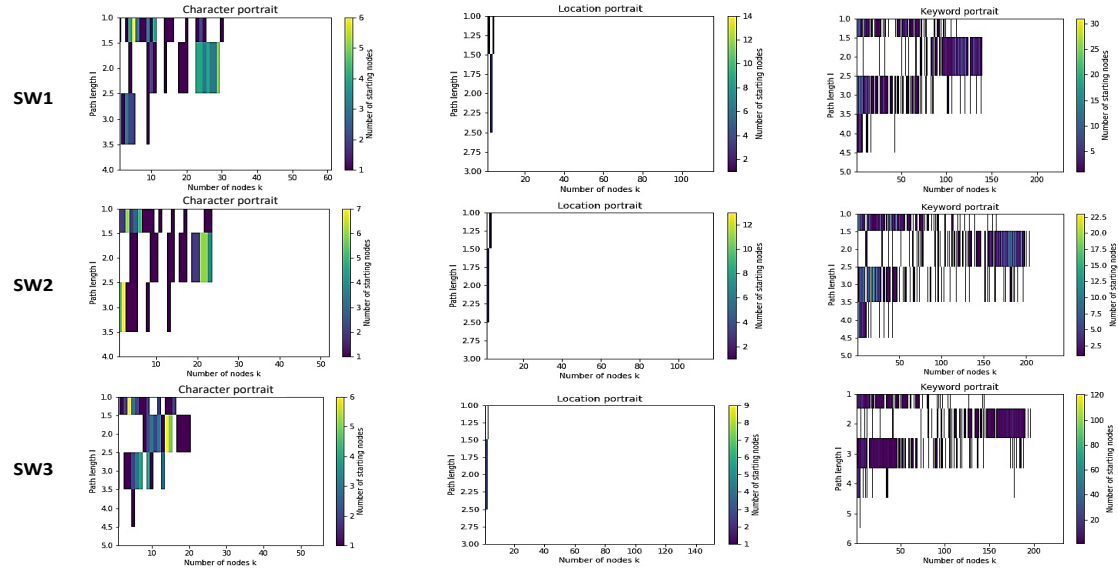 SW1
Character portrait
Path length l
1.0
1.5
2.0
2.5
3.0
3.5
4.0
10 20 30 40 50 60
Number of nodes k
6
5
4
3
2
1
Number of starting nodes
Location portrait
Path length l
1.00
1.25
1.50
1.75
2.00
2.25
2.50
2.75
3.00
20 40 60 80 100
Number of nodes k
14
12
10
8
6
4
2
Number of starting nodes
Keyword portrait
Path length l
1.0
1.5
2.0
2.5
3.0
3.5
4.0
4.5
5.0
50 100 150 200
Number of nodes k
30
25
20
15
10
5
Number of starting nodes
SW2
Character portrait
Path length l
1.0
1.5
2.0
2.5
3.0
3.5
4.0
10 20 30 40 50
Number of nodes k
7
6
5
4
3
2
1
Number of starting nodes
Location portrait
Path length l
1.00
1.25
1.50
1.75
2.00
2.25
2.50
2.75
3.00
20 40 60 80 100
Number of nodes k
12
10
8
6
4
2
Number of starting nodes
Keyword portrait
Path length l
1.0
1.5
2.0
2.5
3.0
3.5
4.0
4.5
5.0
50 100 150 200
Number of nodes k
22.5
20.0
17.5
15.0
12.5
10.0
7.5
5.0
2.5
Number of starting nodes
SW3
Character portrait
Path length l
1.0
1.5
2.0
2.5
3.0
3.5
4.0
4.5
5.0
10 20 30 40 50
Number of nodes k
6
5
4
3
2
1
Number of starting nodes
Location portrait
Path length l
1.00
1.25
1.50
1.75
2.00
2.25
2.50
2.75
3.00
20 40 60 80 100 120 140
Number of nodes k
9
8
7
6
5
4
3
2
1
Number of starting nodes
Keyword portrait
Path length l
1
2
3
4
5
6
50 100 150 200
Number of nodes k
120
100
80
60
40
20
Number of starting nodes